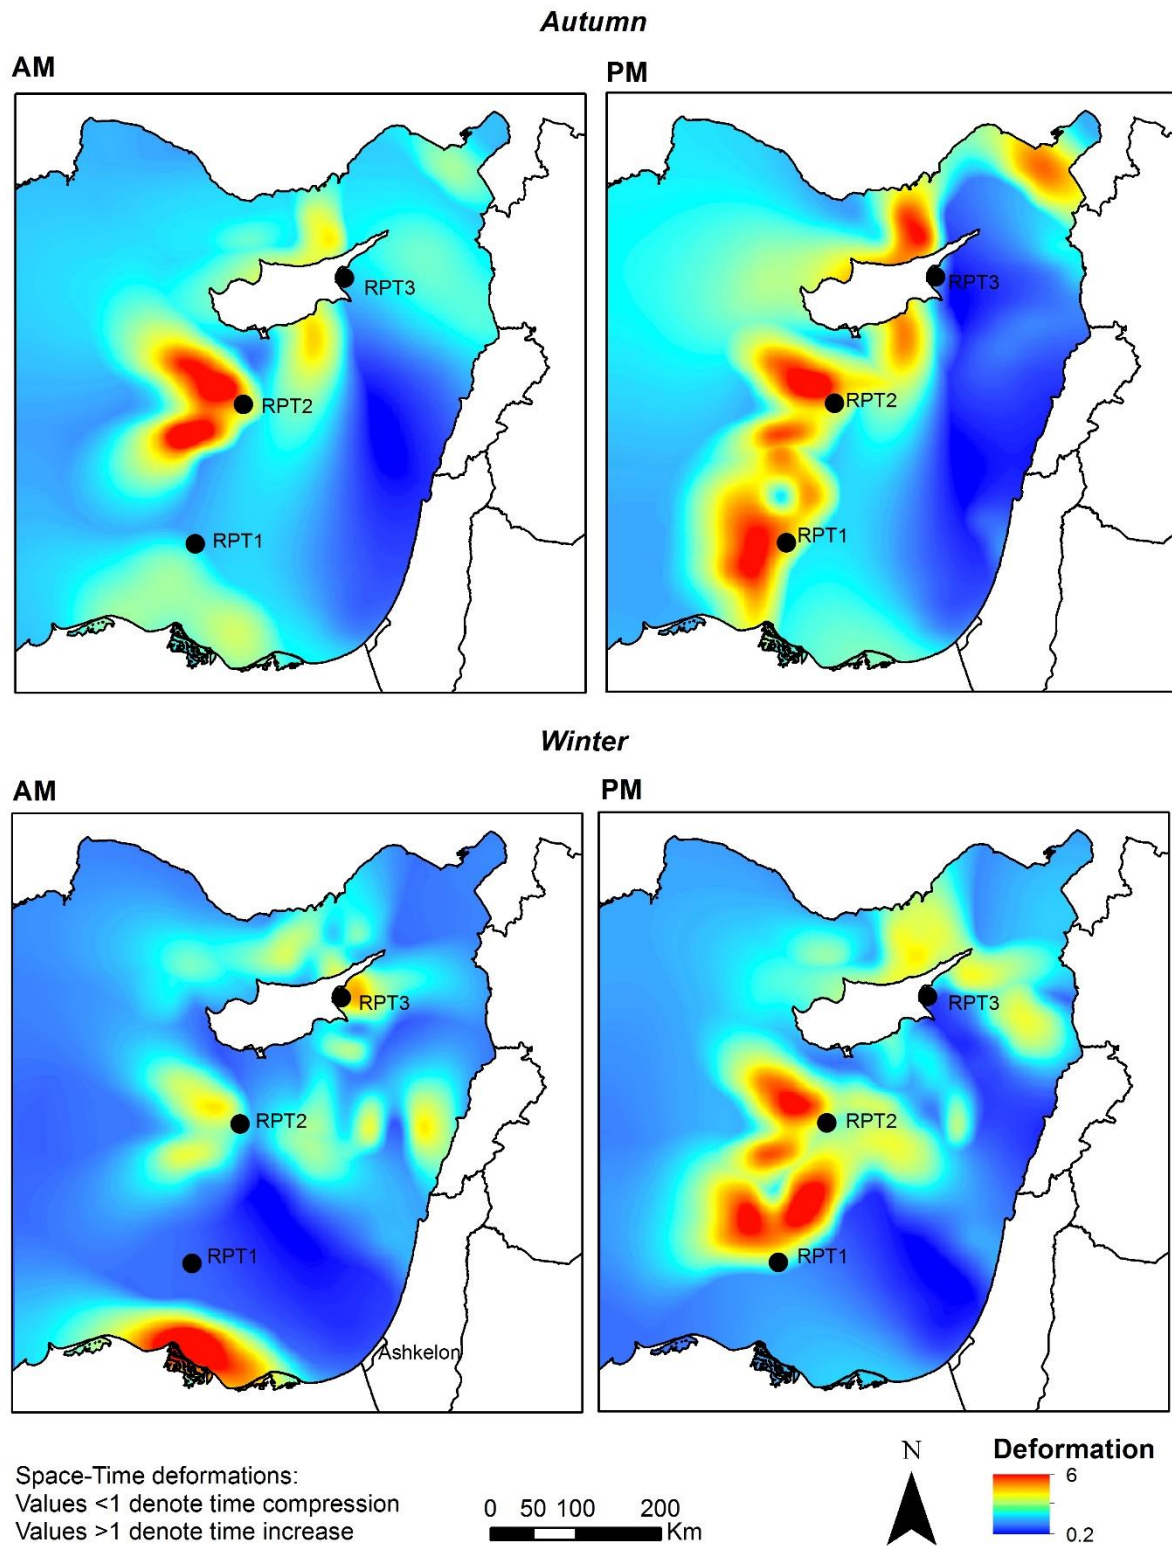 Autumn
AM
PM
RPT3
RPT2
RPT1
RPT3
RPT2
RPT1
Winter
AM
PM
RPT3
RPT2
RPT1
Ashkelon
RPT3
RPT2
RPT1
Space-Time deformations:
Values <1 denote time compression
Values >1 denote time increase
0 50 100 200
Km
N
Deformation
6
0.2